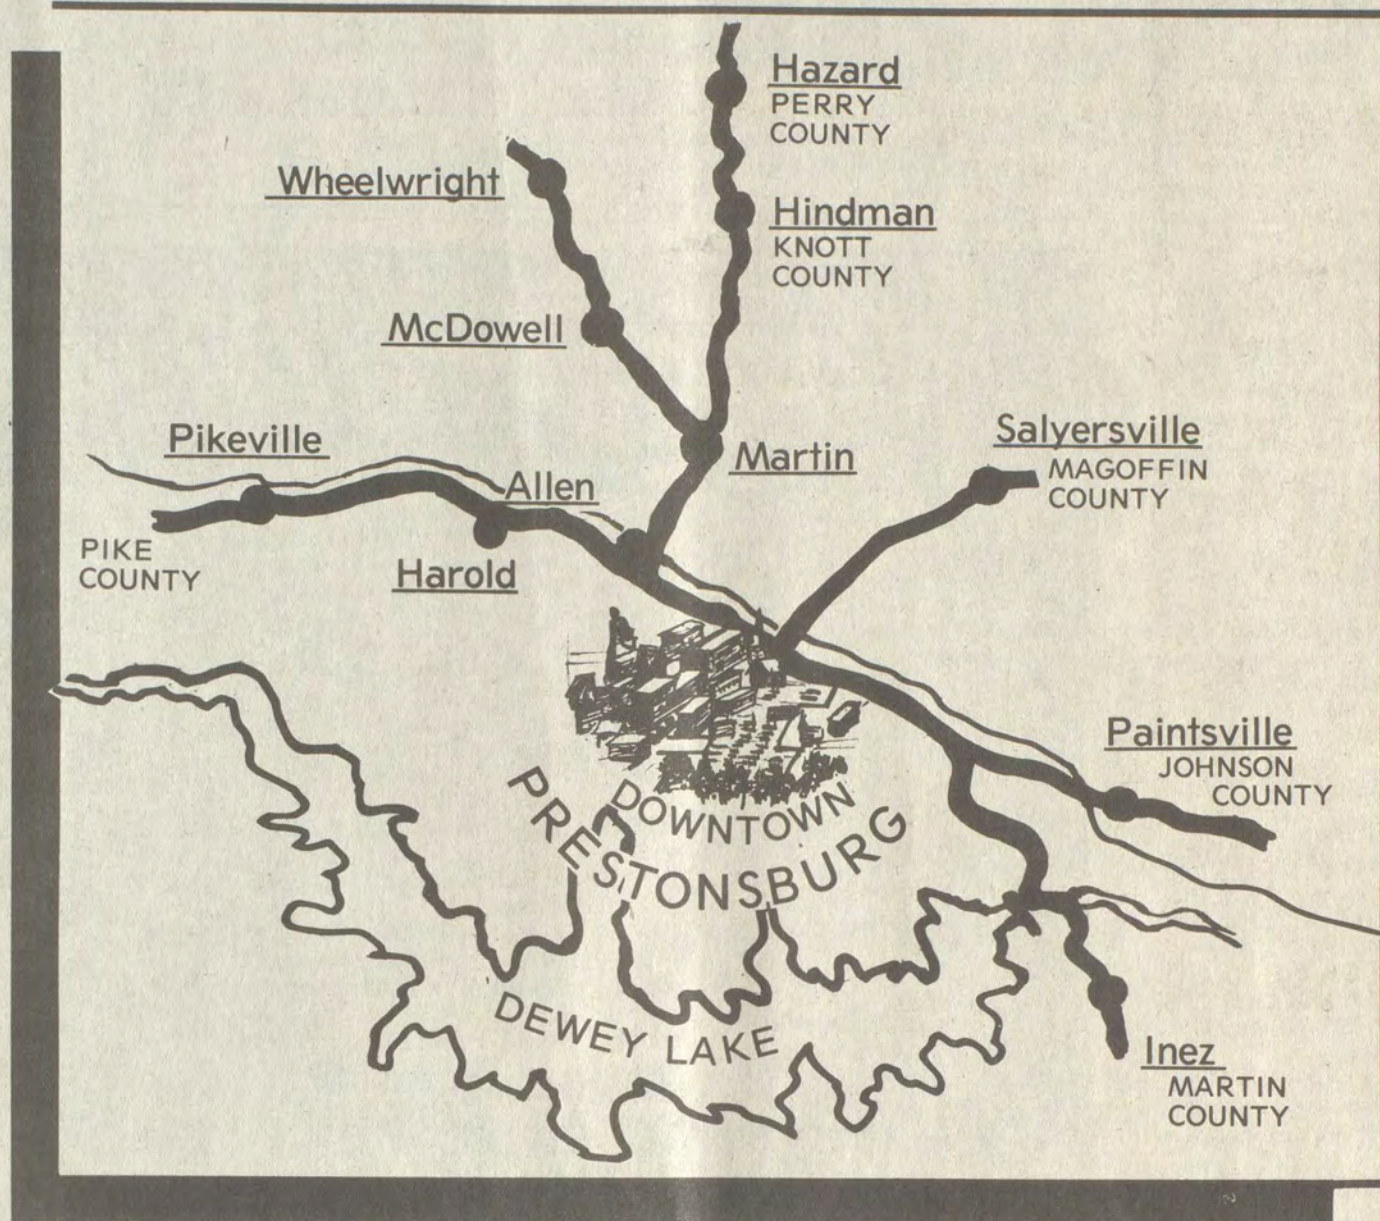 Hazard
PERRY
COUNTY
Wheelwright
Hindman
KNOTT
COUNTY
McDowell
Pikeville
Salyersville
Martin
MAGOFFIN
COUNTY
Allen
PIKE
COUNTY
Harold
Paintsville
JOHNSON
COUNTY
DOWNTOWN
PRESTONSBURG
DEWEY LAKE
Inez
MARTIN
COUNTY